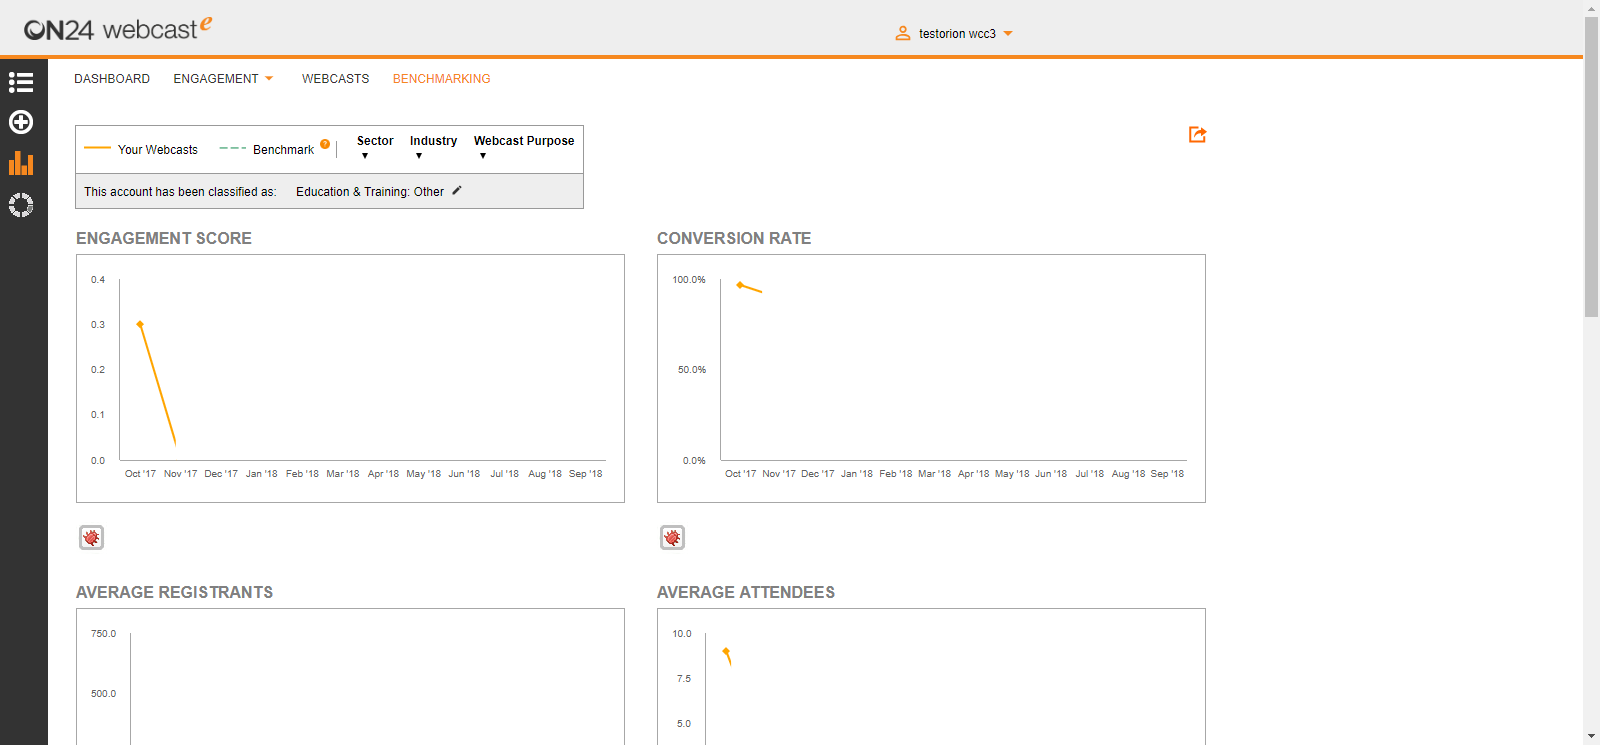 ON24 webcast e
testorion wcc3
DASHBOARD ENGAGEMENT WEBCASTS BENCHMARKING
Your Webcasts Benchmark ? Sector Industry Webcast Purpose
This account has been classified as: Education & Training: Other
ENGAGEMENT SCORE
0.4
0.3
0.2
0.1
0.0
Oct '17 Nov '17 Dec '17 Jan '18 Feb '18 Mar '18 Apr '18 May '18 Jun '18 Jul '18 Aug '18 Sep '18
CONVERSION RATE
100.0%
50.0%
0.0%
Oct '17 Nov '17 Dec '17 Jan '18 Feb '18 Mar '18 Apr '18 May '18 Jun '18 Jul '18 Aug '18 Sep '18
AVERAGE REGISTRANTS
750.0
500.0
AVERAGE ATTENDEES
10.0
7.5
5.0